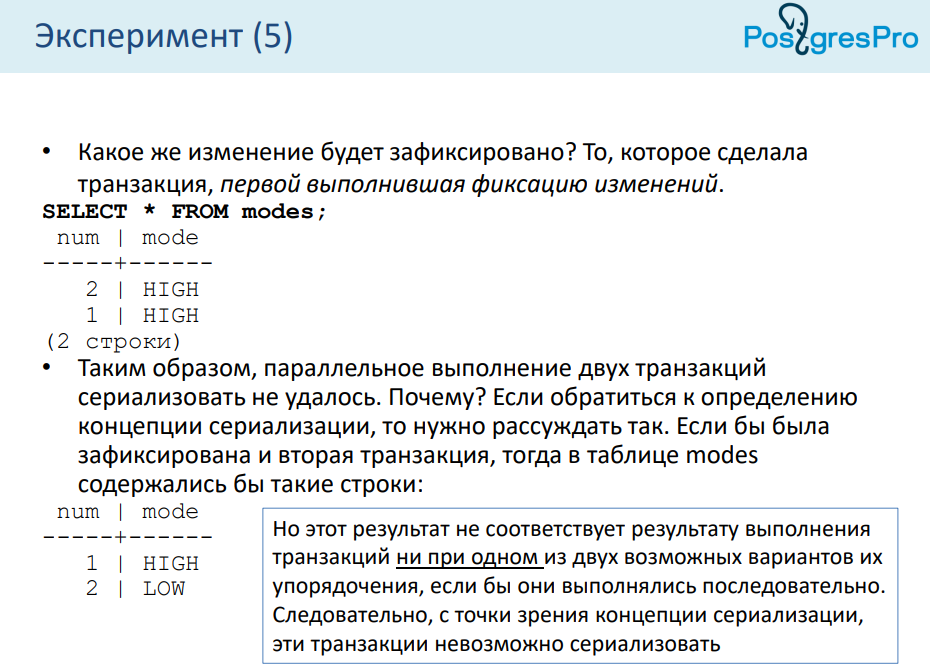 Эксперимент (5)
PostgresPro
• Какое же изменение будет зафиксировано? То, которое сделала
транзакция, первой выполнившая фиксацию изменений.
SELECT * FROM modes;
 num | mode
-----+------
   2 | HIGH
   1 | HIGH
(2 строки)
• Таким образом, параллельное выполнение двух транзакций
сериализовать не удалось. Почему? Если обратиться к определению
концепции сериализации, то нужно рассуждать так. Если бы была
зафиксирована и вторая транзакция, тогда в таблице modes
содержались бы такие строки:
 num | mode
-----+------
   1 | HIGH
   2 | LOW
Но этот результат не соответствует результату выполнения
транзакций ни при одном из двух возможных вариантов их
упорядочения, если бы они выполнялись последовательно.
Следовательно, с точки зрения концепции сериализации,
эти транзакции невозможно сериализовать